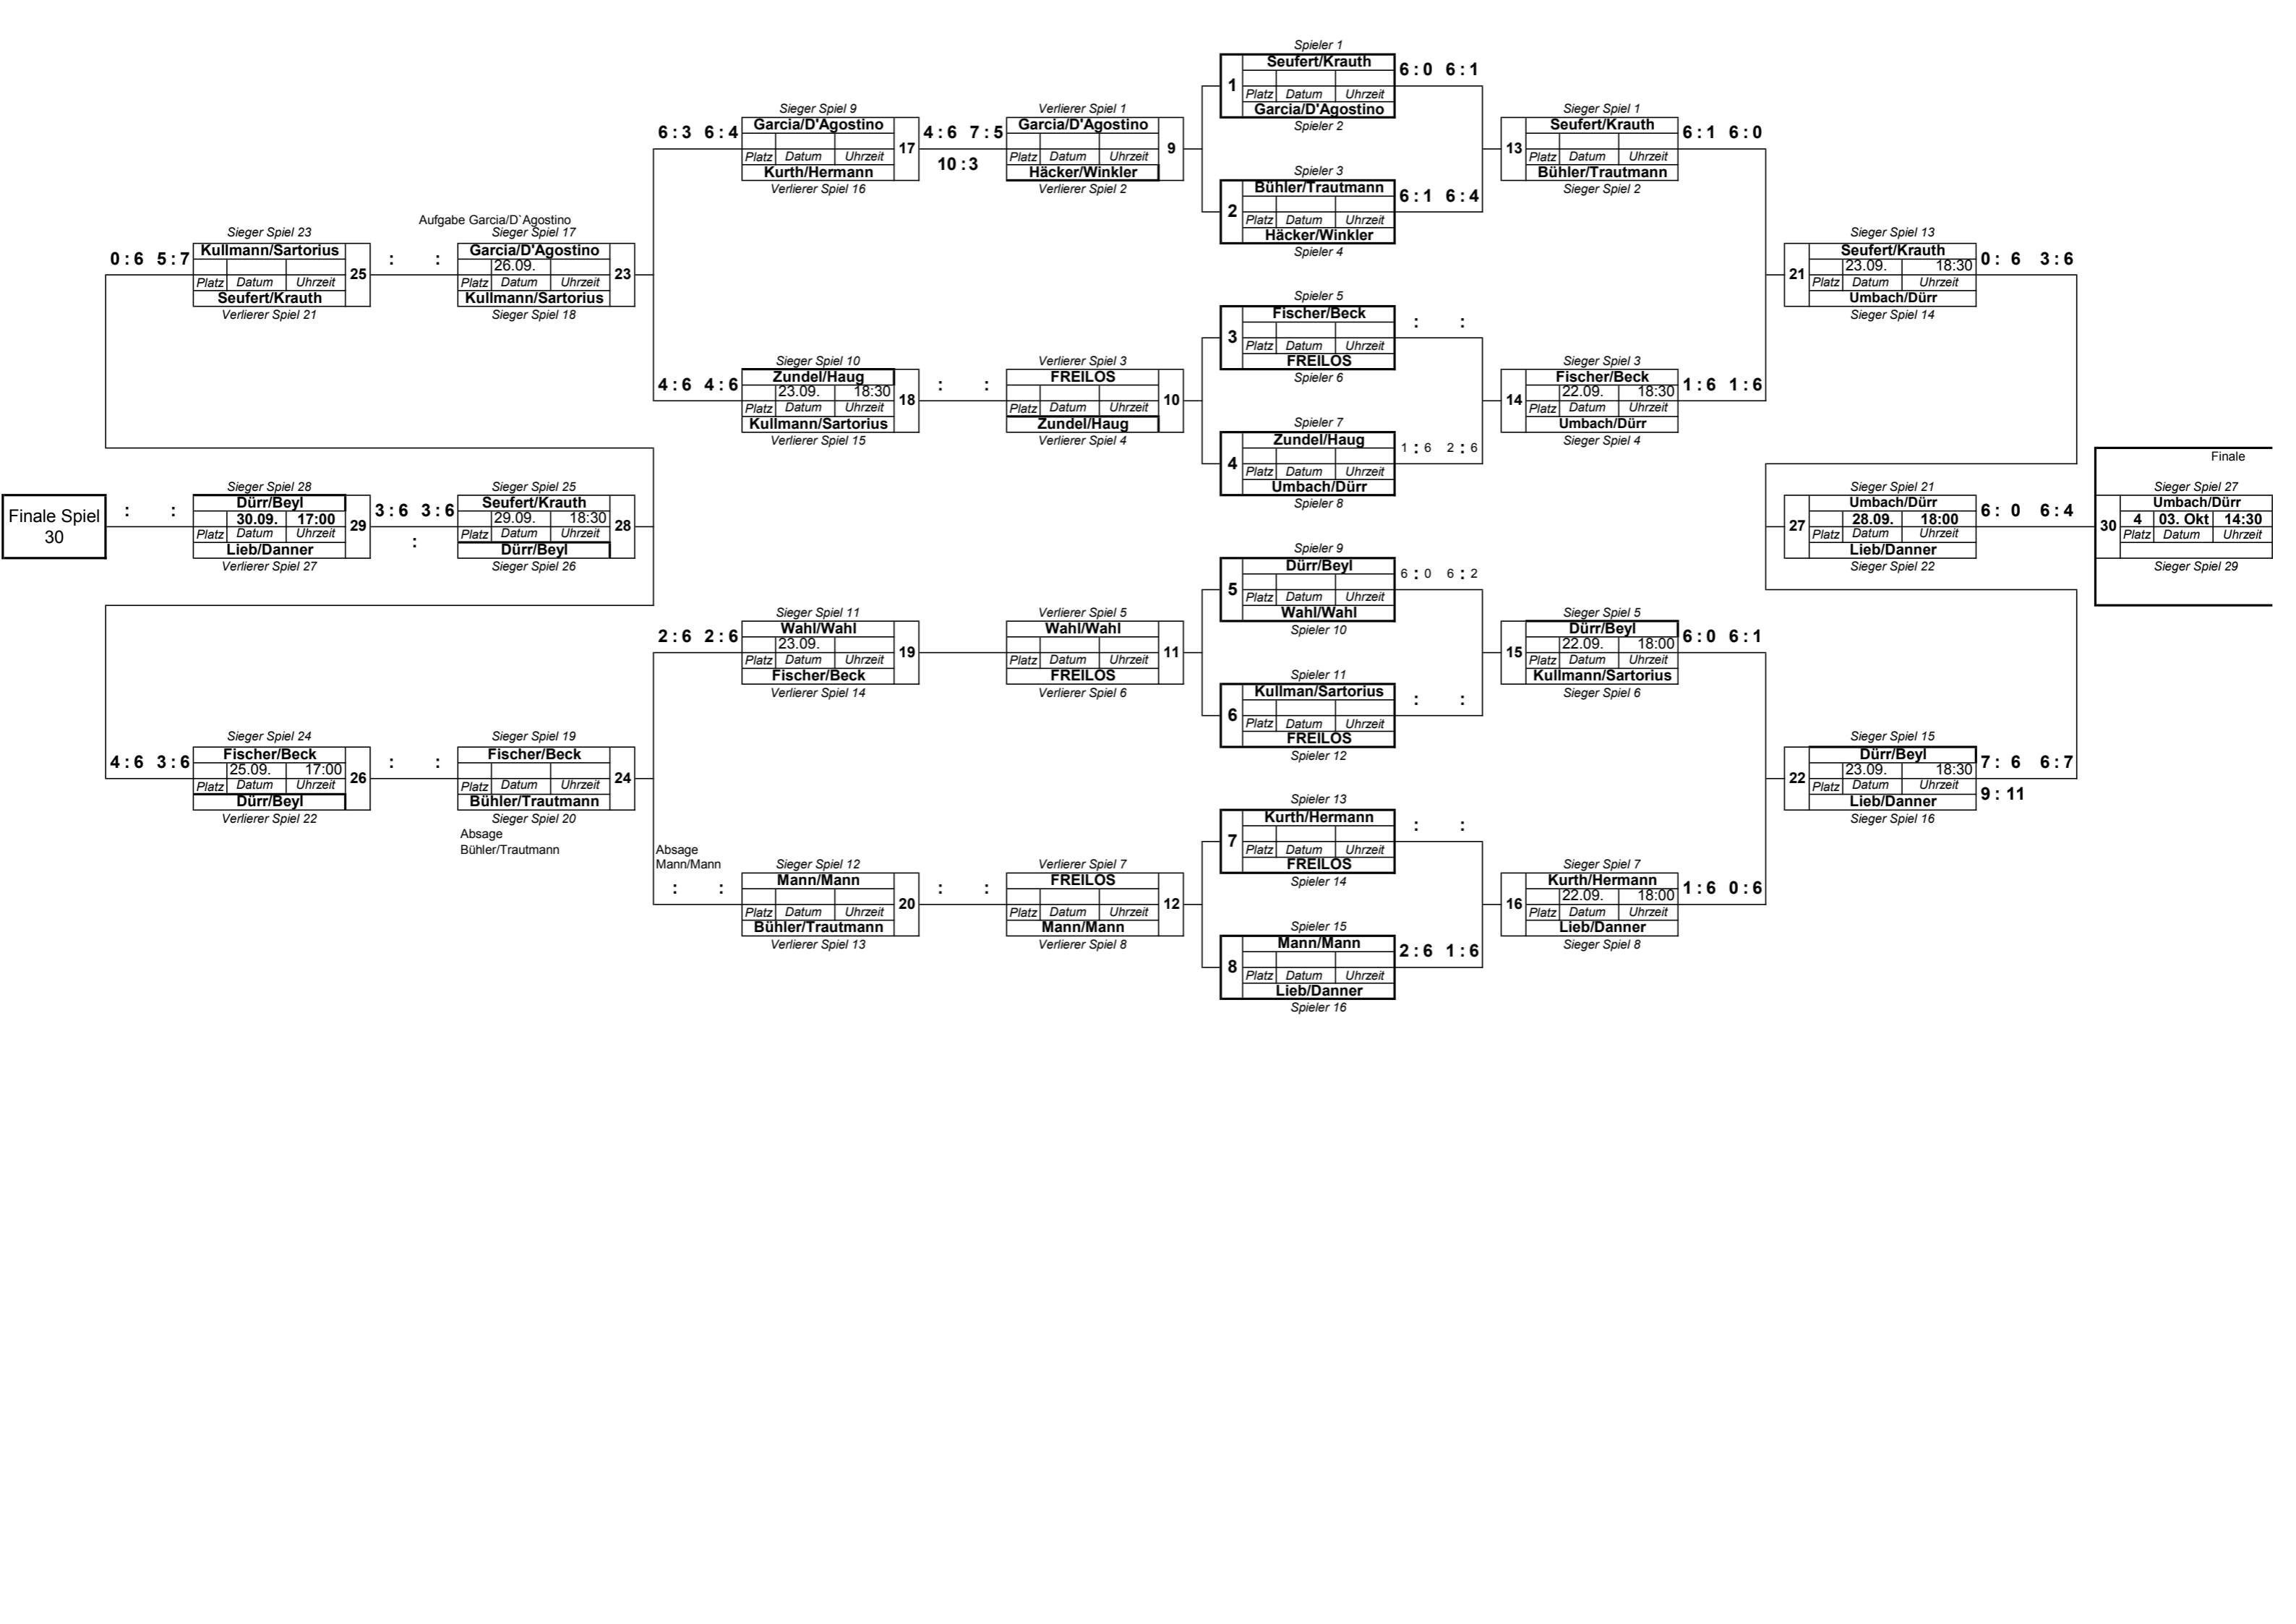 Spieler 1
Seufert/Krauth
6:0 6:1
1
Platz Datum Uhrzeit
Garcia/D'Agostino
Spieler 2
Spieler 3
Bühler/Trautmann
6:1 6:4
2
Platz Datum Uhrzeit
Häcker/Winkler
Spieler 4
Spieler 5
Fischer/Beck
: :
3
Platz Datum Uhrzeit
FREILOS
Spieler 6
Spieler 7
Zundel/Haug
1:6 2:6
4
Platz Datum Uhrzeit
Umbach/Dürr
Spieler 8
Spieler 9
Dürr/Beyl
6:0 6:2
5
Platz Datum Uhrzeit
Wahl/Wahl
Spieler 10
Spieler 11
Kullman/Sartorius
: :
6
Platz Datum Uhrzeit
FREILOS
Spieler 12
Spieler 13
Kurth/Hermann
: :
7
Platz Datum Uhrzeit
FREILOS
Spieler 14
Spieler 15
Mann/Mann
2:6 1:6
8
Platz Datum Uhrzeit
Lieb/Danner
Spieler 16
Verlierer Spiel 1
Garcia/D'Agostino
4:6 7:5
10:3
9
Platz Datum Uhrzeit
Häcker/Winkler
Verlierer Spiel 2
Verlierer Spiel 3
FREILOS
: :
10
Platz Datum Uhrzeit
Zundel/Haug
Verlierer Spiel 4
Verlierer Spiel 5
Wahl/Wahl
11
Platz Datum Uhrzeit
FREILOS
Verlierer Spiel 6
Verlierer Spiel 7
FREILOS
: :
12
Platz Datum Uhrzeit
Mann/Mann
Verlierer Spiel 8
Sieger Spiel 1
Seufert/Krauth
6:1 6:0
13
Platz Datum Uhrzeit
Bühler/Trautmann
Sieger Spiel 2
Sieger Spiel 3
Fischer/Beck
22.09. 18:30
1:6 1:6
14
Platz Datum Uhrzeit
Umbach/Dürr
Sieger Spiel 4
Sieger Spiel 5
Dürr/Beyl
22.09. 18:00
6:0 6:1
15
Platz Datum Uhrzeit
Kullmann/Sartorius
Sieger Spiel 6
Sieger Spiel 7
Kurth/Hermann
22.09. 18:00
1:6 0:6
16
Platz Datum Uhrzeit
Lieb/Danner
Sieger Spiel 8
Sieger Spiel 9
Garcia/D'Agostino
6:3 6:4
17
Platz Datum Uhrzeit
Kurth/Hermann
Verlierer Spiel 16
Sieger Spiel 10
Zundel/Haug
23.09. 18:30
4:6 4:6
18
Platz Datum Uhrzeit
Kullmann/Sartorius
Verlierer Spiel 15
Sieger Spiel 11
Wahl/Wahl
23.09.
2:6 2:6
19
Platz Datum Uhrzeit
Fischer/Beck
Verlierer Spiel 14
Absage
Mann/Mann
Sieger Spiel 12
Mann/Mann
: :
20
Platz Datum Uhrzeit
Bühler/Trautmann
Verlierer Spiel 13
Sieger Spiel 13
Seufert/Krauth
23.09. 18:30
0: 6 3:6
21
Platz Datum Uhrzeit
Umbach/Dürr
Sieger Spiel 14
Sieger Spiel 15
Dürr/Beyl
23.09. 18:30
7: 6 6:7
9:11
22
Platz Datum Uhrzeit
Lieb/Danner
Sieger Spiel 16
Aufgabe Garcia/D`Agostino
Sieger Spiel 17
Garcia/D'Agostino
26.09.
: :
23
Platz Datum Uhrzeit
Kullmann/Sartorius
Sieger Spiel 18
Sieger Spiel 19
Fischer/Beck
: :
24
Platz Datum Uhrzeit
Bühler/Trautmann
Sieger Spiel 20
Absage
Bühler/Trautmann
Sieger Spiel 23
Kullmann/Sartorius
0:6 5:7
25
Platz Datum Uhrzeit
Seufert/Krauth
Verlierer Spiel 21
Sieger Spiel 24
Fischer/Beck
25.09. 17:00
4:6 3:6
26
Platz Datum Uhrzeit
Dürr/Beyl
Verlierer Spiel 22
Sieger Spiel 21
Umbach/Dürr
28.09. 18:00
6: 0 6:4
27
Platz Datum Uhrzeit
Lieb/Danner
Sieger Spiel 22
Sieger Spiel 25
Seufert/Krauth
29.09. 18:30
3:6 3:6
:
28
Platz Datum Uhrzeit
Dürr/Beyl
Sieger Spiel 26
Sieger Spiel 28
Dürr/Beyl
30.09. 17:00
: :
29
Platz Datum Uhrzeit
Lieb/Danner
Verlierer Spiel 27
Finale Spiel
30
Finale
Sieger Spiel 27
Umbach/Dürr
4 03. Okt 14:30
30
Platz Datum Uhrzeit
Sieger Spiel 29